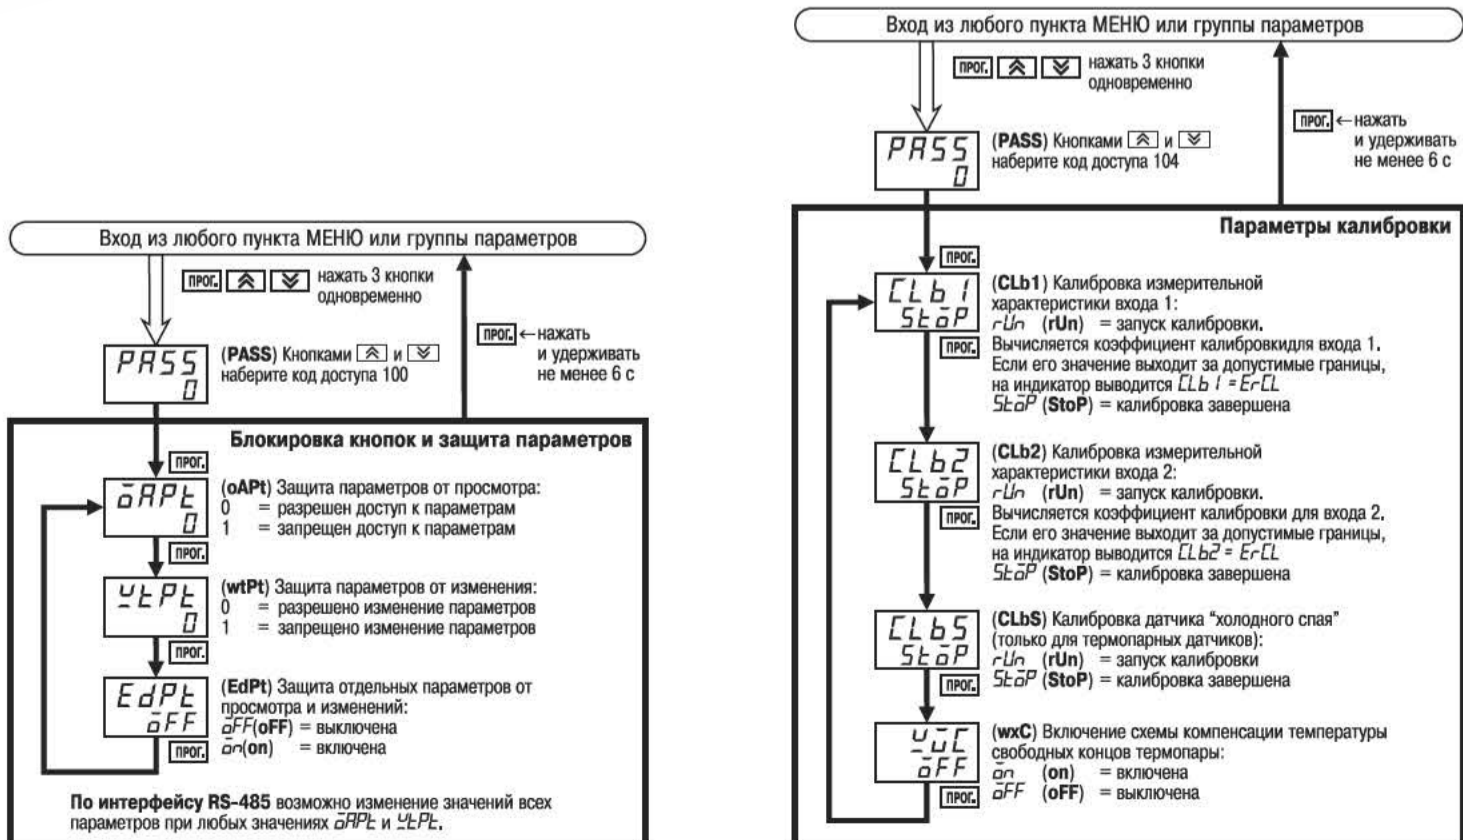 Вход из любого пункта МЕНЮ или группы параметров
ПРОГ. нажать 3 кнопки
одновременно
ПРОГ. ←нажать
и удерживать
не менее 6 с
PASS
0
(PASS) Кнопками и
наберите код доступа 100
Блокировка кнопок и защита параметров
ПРОГ.
oAPt
0
(oAPt) Защита параметров от просмотра:
0 = разрешен доступ к параметрам
1 = запрещен доступ к параметрам
ПРОГ.
wtPt
0
(wtPt) Защита параметров от изменения:
0 = разрешено изменение параметров
1 = запрещено изменение параметров
ПРОГ.
EdPt
oFF
(EdPt) Защита отдельных параметров от
просмотра и изменений:
oFF(oFF) = выключена
on(on) = включена
ПРОГ.
По интерфейсу RS-485 возможно изменение значений всех
параметров при любых значениях oAPt и wtPt.
Вход из любого пункта МЕНЮ или группы параметров
ПРОГ. нажать 3 кнопки
одновременно
ПРОГ. ←нажать
и удерживать
не менее 6 с
PASS
0
(PASS) Кнопками и
наберите код доступа 104
Параметры калибровки
ПРОГ.
CLb1
StoP
(CLb1) Калибровка измерительной
характеристики входа 1:
rUn (rUn) = запуск калибровки.
ПРОГ.
Вычисляется коэффициент калибровкидля входа 1.
Если его значение выходит за допустимые границы,
на индикатор выводится CLb1 = ErCL
StoP (StoP) = калибровка завершена
CLb2
StoP
(CLb2) Калибровка измерительной
характеристики входа 2:
rUn (rUn) = запуск калибровки.
ПРОГ.
Вычисляется коэффициент калибровки для входа 2.
Если его значение выходит за допустимые границы,
на индикатор выводится CLb2 = ErCL
StoP (StoP) = калибровка завершена
CLbS
StoP
(CLbS) Калибровка датчика "холодного спая"
(только для термопарных датчиков):
rUn (rUn) = запуск калибровки
StoP (StoP) = калибровка завершена
ПРОГ.
wxC
oFF
(wxC) Включение схемы компенсации температуры
свободных концов термопары:
on (on) = включена
oFF (oFF) = выключена
ПРОГ.